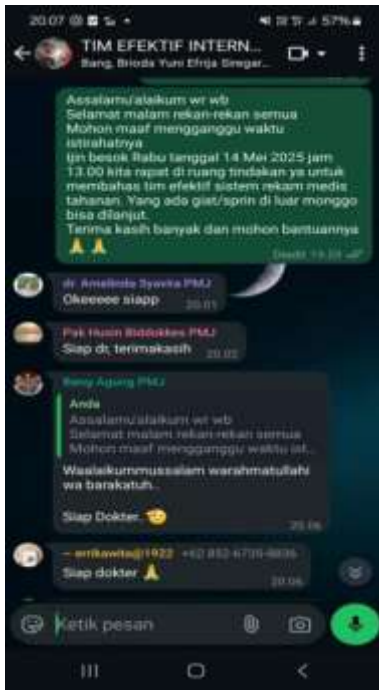 20.07
57%
TIM EFEKTIF INTERN...
Bang, Brioda Yuni Efrija Siregar...
Assalamu'alaikum wr wb
Selamat malam rekan-rekan semua
Mohon maaf mengganggu waktu
istirahatnya
Ijin besok Rabu tanggal 14 Mei 2025 jam
13.00 kita rapat di ruang tindakan ya untuk
membahas tim efektif sistem rekam medis
tahanan. Yang ada giat/sprin di luar monggo
bisa dilanjut.
Terima kasih banyak dan mohon bantuannya
🙏🙏
Diedit
dr. Amelinda Syavita PMJ
Okeeeee siapp
20.01
Pak Husin Biddokkes PMJ
Siap dr, terimakasih
20.02
Bang Agung PMJ
Anda
Assalamu'alaikum wr wb
Selamat malam rekan-rekan semua
Mohon maaf mengganggu waktu ist...
Waalaikummussalam warahmatullahi
wa barakatuh..
Siap Dokter. 🫡
20.06
Siap dokter 🙏
20.06
Ketik pesan